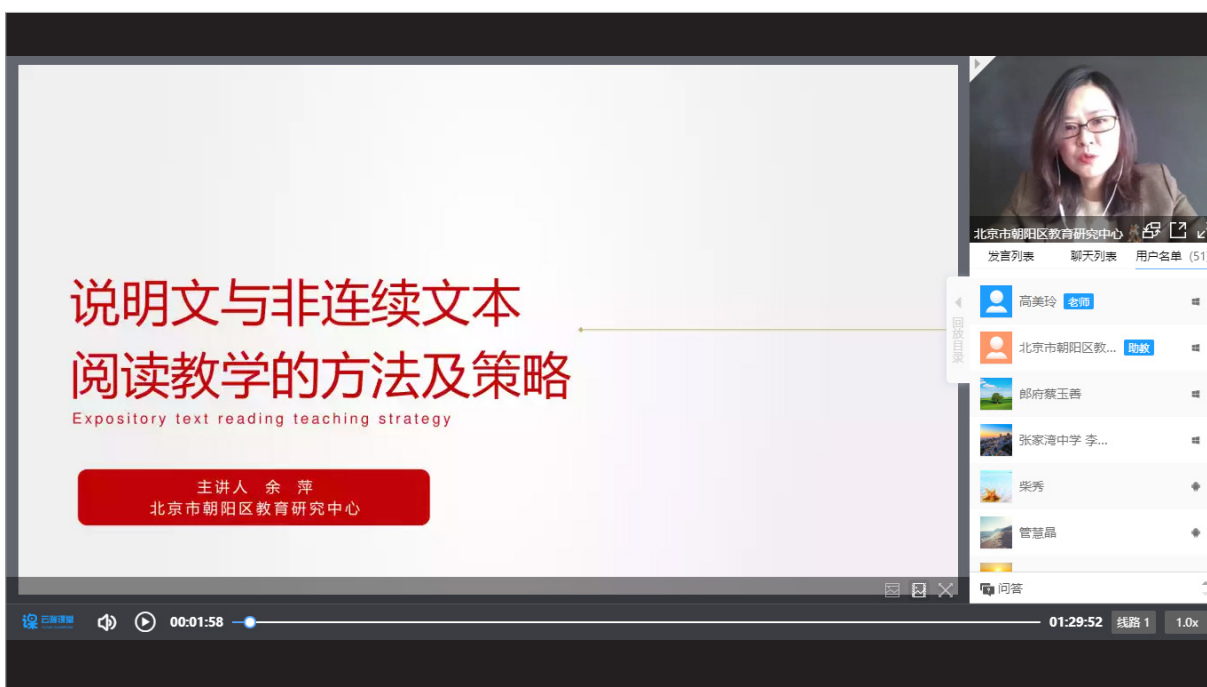 说明文与非连续文本
阅读教学的方法及策略
Expository text reading teaching strategy
主讲人 余 萍
北京市朝阳区教育研究中心
北京市朝阳区教育研究中心
发言列表 聊天列表 用户名单 (51
回放目录
高美玲 老师
北京市朝阳区教... 助教
郎府蔡玉善
张家湾中学 李...
柴秀
管慧晶
问答
00:01:58
01:29:52 线路 1 1.0x